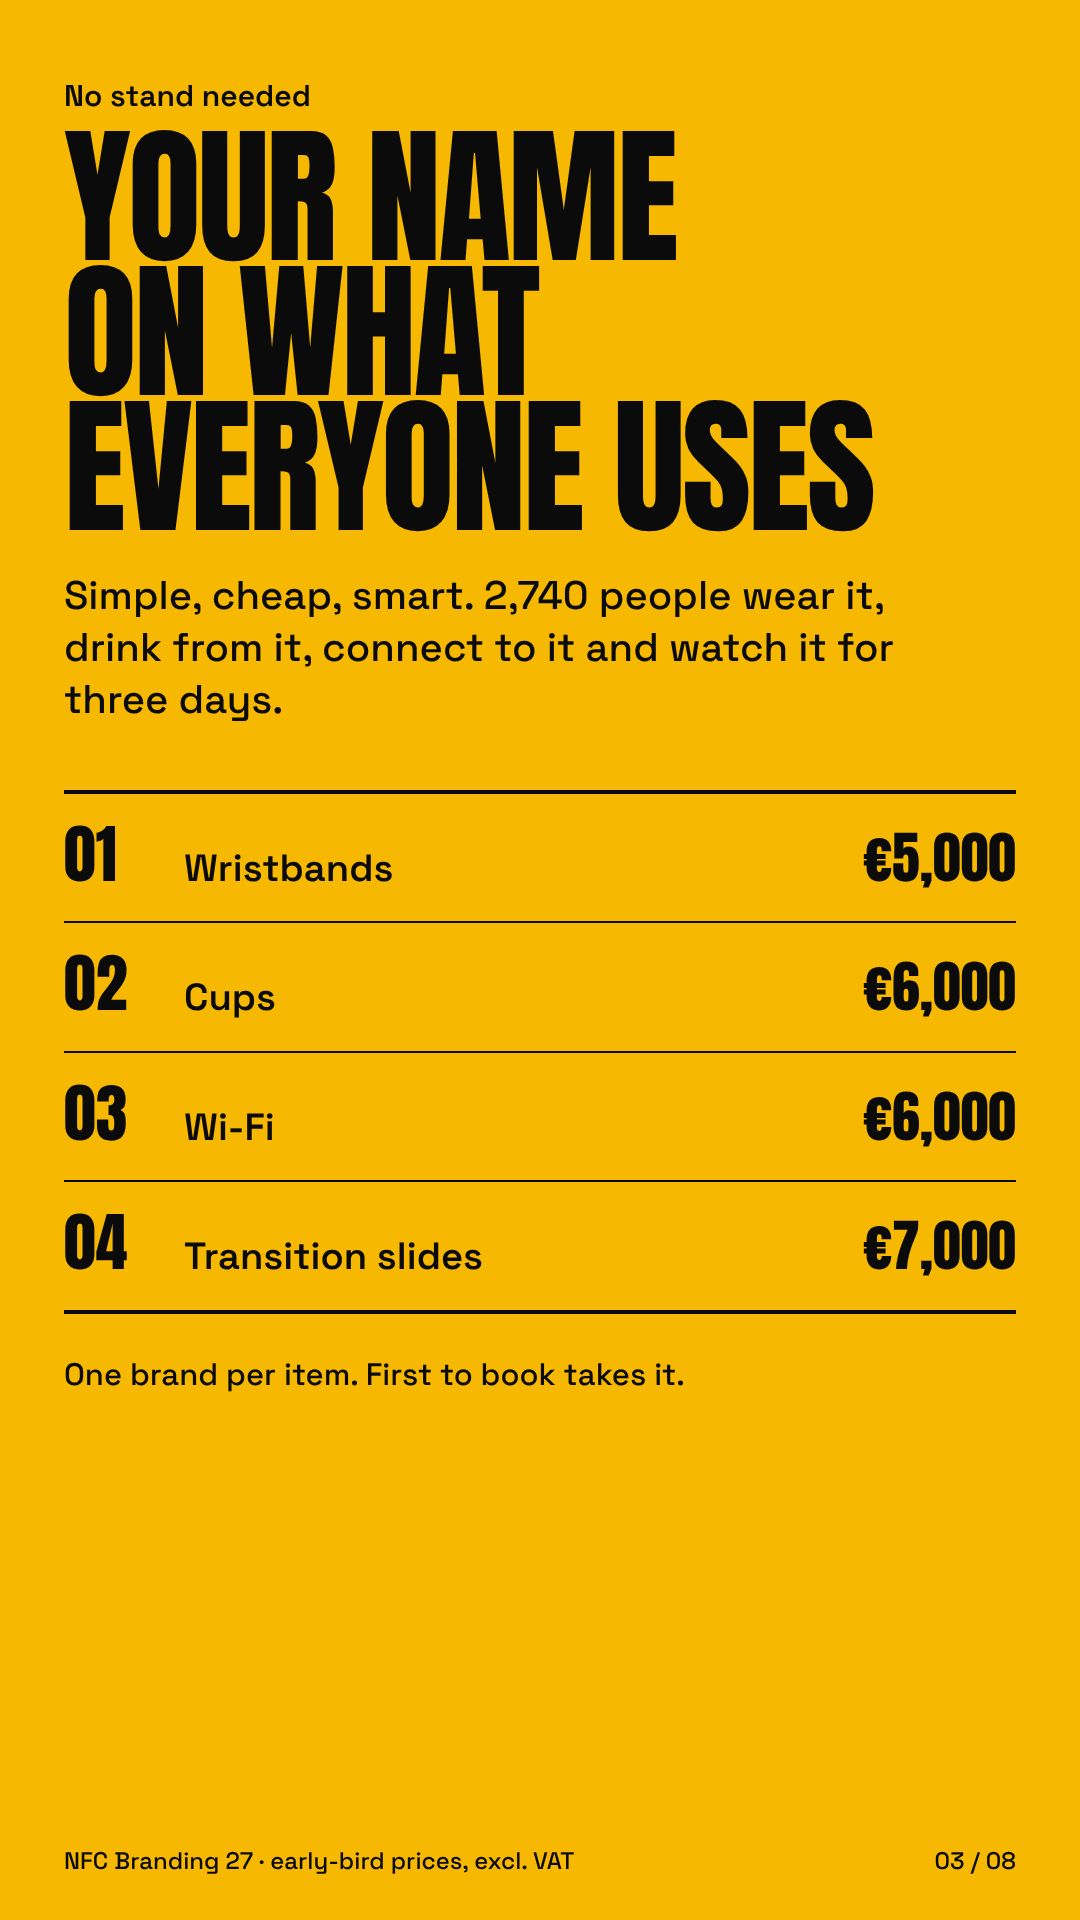 No stand needed
YOUR NAME
ON WHAT
EVERYONE USES
Simple, cheap, smart. 2,740 people wear it,
drink from it, connect to it and watch it for
three days.
01 Wristbands €5,000
02 Cups €6,000
03 Wi-Fi €6,000
04 Transition slides €7,000
One brand per item. First to book takes it.
NFC Branding 27 · early-bird prices, excl. VAT 03 / 08